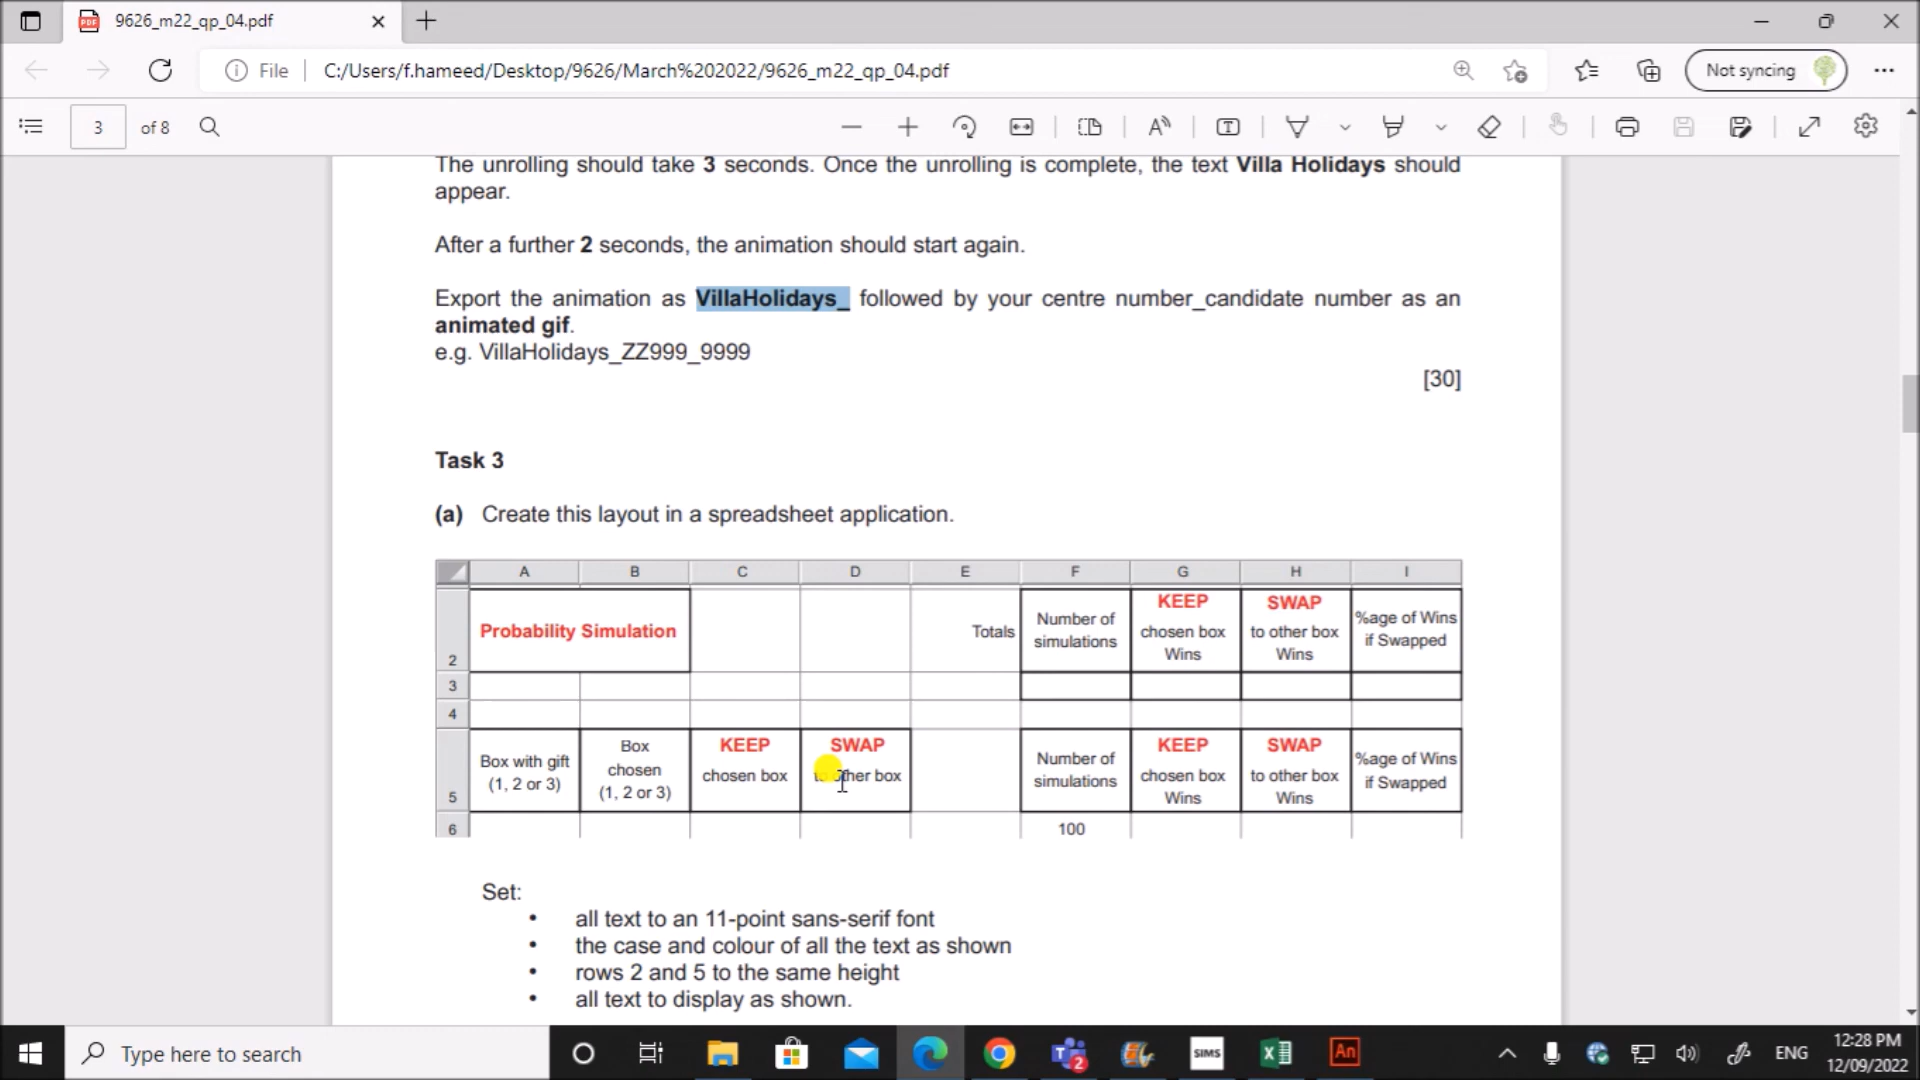 9626_m22_qp_04.pdf
File
C:/Users/f.hameed/Desktop/9626/March%202022/9626_m22_qp_04.pdf
Not syncing
3 of 8
The unrolling should take 3 seconds. Once the unrolling is complete, the text Villa Holidays should
appear.
After a further 2 seconds, the animation should start again.
Export the animation as VillaHolidays_ followed by your centre number_candidate number as an
animated gif.
e.g. VillaHolidays_ZZ999_9999
[30]
Task 3
(a) Create this layout in a spreadsheet application.
A B C D E F G H I
2 Probability Simulation Totals Number of simulations KEEP chosen box Wins SWAP to other box Wins %age of Wins if Swapped
3
4
5 Box with gift (1, 2 or 3) Box chosen (1, 2 or 3) KEEP chosen box SWAP to other box Number of simulations KEEP chosen box Wins SWAP to other box Wins %age of Wins if Swapped
6 100
Set:
• all text to an 11-point sans-serif font
• the case and colour of all the text as shown
• rows 2 and 5 to the same height
• all text to display as shown.
Type here to search
2
SIMS
An
ENG
12:28 PM
12/09/2022